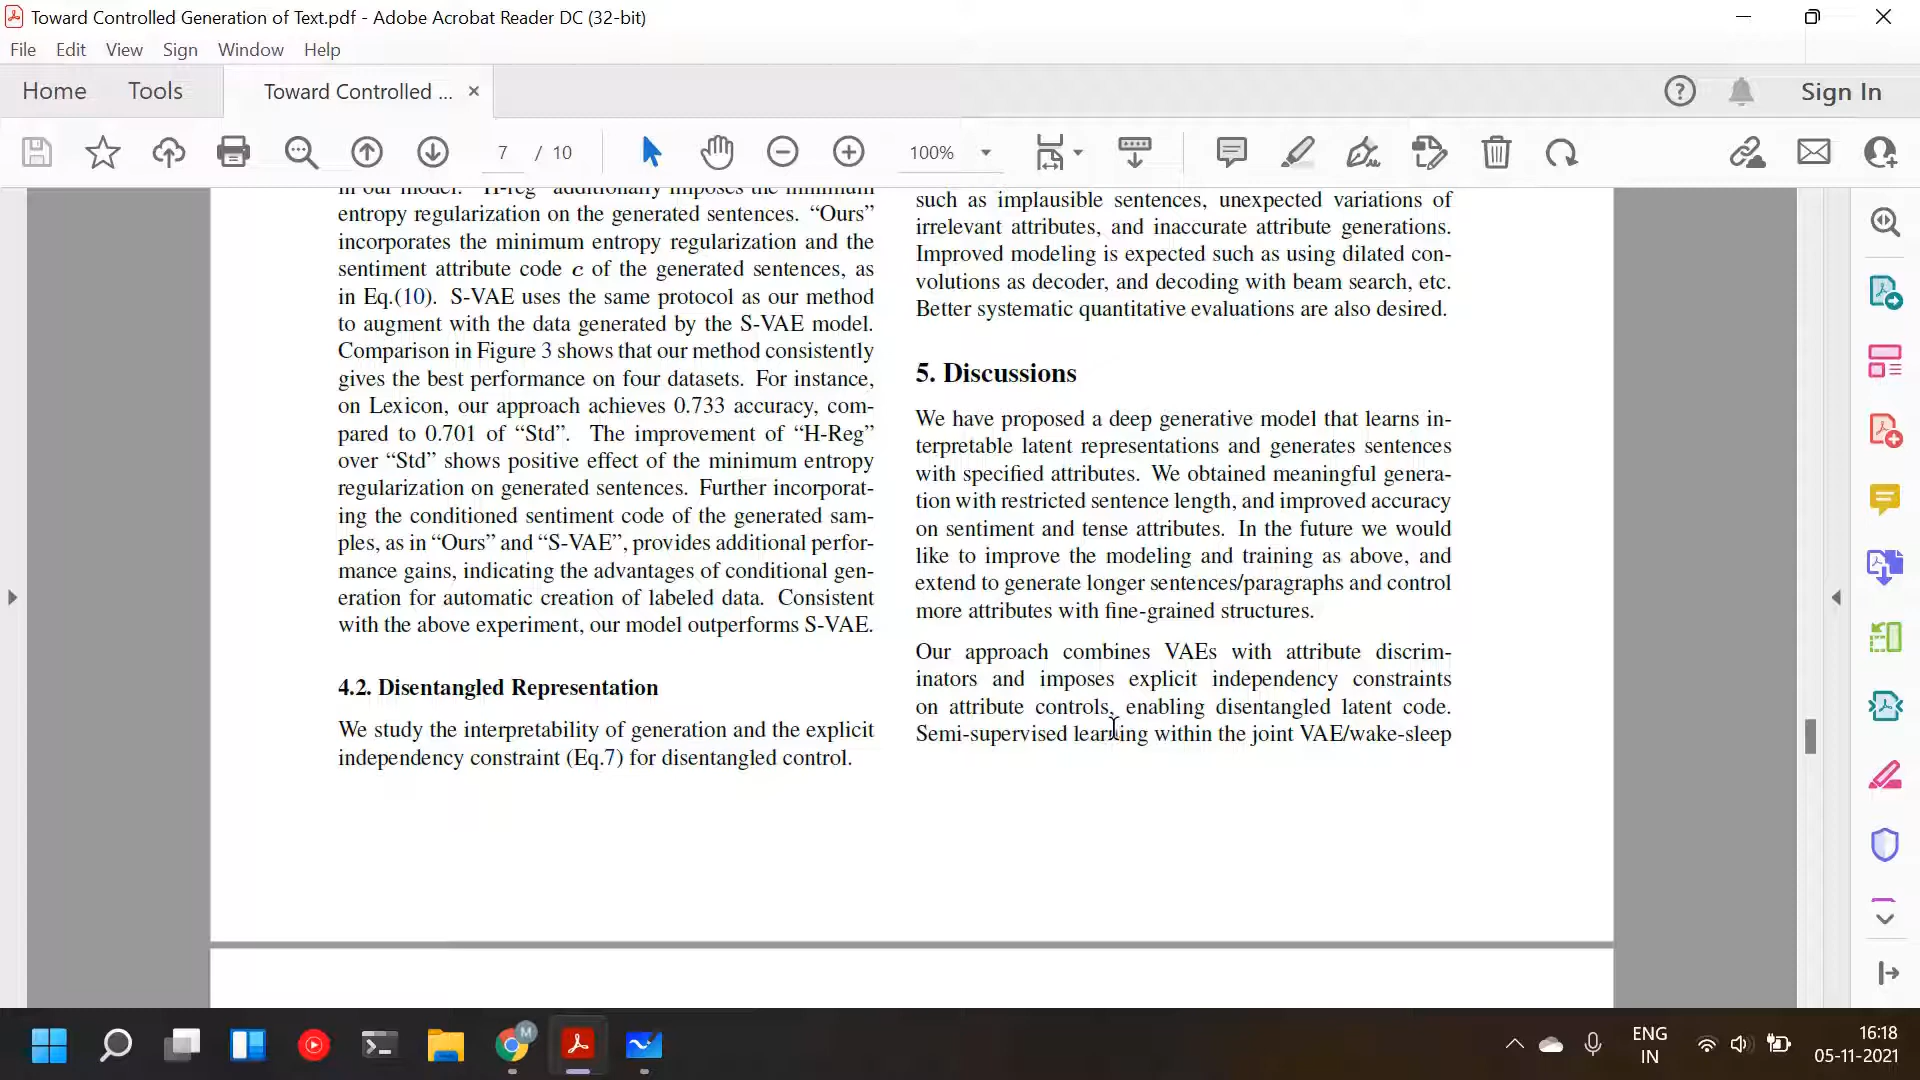 Toward Controlled Generation of Text.pdf - Adobe Acrobat Reader DC (32-bit)
File Edit View Sign Window Help
Home Tools Toward Controlled ... × Sign In
7 / 10 100%
in our model. "H-reg" additionally imposes the minimum
entropy regularization on the generated sentences. “Ours”
incorporates the minimum entropy regularization and the
sentiment attribute code c of the generated sentences, as
in Eq.(10). S-VAE uses the same protocol as our method
to augment with the data generated by the S-VAE model.
Comparison in Figure 3 shows that our method consistently
gives the best performance on four datasets. For instance,
on Lexicon, our approach achieves 0.733 accuracy, com-
pared to 0.701 of “Std”. The improvement of “H-Reg”
over “Std” shows positive effect of the minimum entropy
regularization on generated sentences. Further incorporat-
ing the conditioned sentiment code of the generated sam-
ples, as in “Ours” and “S-VAE”, provides additional perfor-
mance gains, indicating the advantages of conditional gen-
eration for automatic creation of labeled data. Consistent
with the above experiment, our model outperforms S-VAE.
4.2. Disentangled Representation
We study the interpretability of generation and the explicit
independency constraint (Eq.7) for disentangled control.
such as implausible sentences, unexpected variations of
irrelevant attributes, and inaccurate attribute generations.
Improved modeling is expected such as using dilated con-
volutions as decoder, and decoding with beam search, etc.
Better systematic quantitative evaluations are also desired.
5. Discussions
We have proposed a deep generative model that learns in-
terpretable latent representations and generates sentences
with specified attributes. We obtained meaningful genera-
tion with restricted sentence length, and improved accuracy
on sentiment and tense attributes. In the future we would
like to improve the modeling and training as above, and
extend to generate longer sentences/paragraphs and control
more attributes with fine-grained structures.
Our approach combines VAEs with attribute discrim-
inators and imposes explicit independency constraints
on attribute controls, enabling disentangled latent code.
Semi-supervised learning within the joint VAE/wake-sleep
M
ENG
IN
16:18
05-11-2021